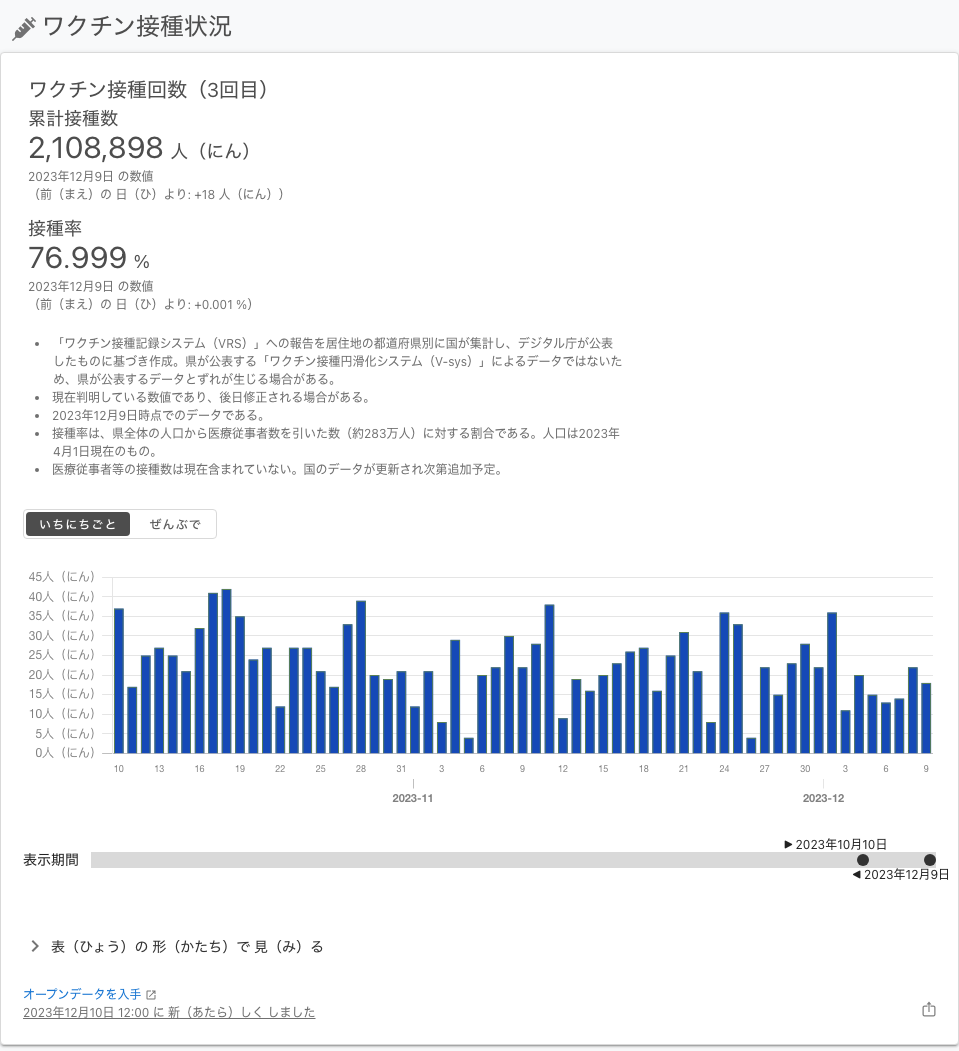 ワクチン接種状況
ワクチン接種回数（3回目）
累計接種数
2,108,898 人（にん）
2023年12月9日 の数値
（前（まえ）の 日（ひ）より: +18 人（にん））
接種率
76.999 %
2023年12月9日 の数値
（前（まえ）の 日（ひ）より: +0.001 %）
• 「ワクチン接種記録システム（VRS）」への報告を居住地の都道府県別に国が集計し、デジタル庁が公表
したものに基づき作成。県が公表する「ワクチン接種円滑化システム（V-sys）」によるデータではないた
め、県が公表するデータとずれが生じる場合がある。
• 現在判明している数値であり、後日修正される場合がある。
• 2023年12月9日時点でのデータである。
• 接種率は、県全体の人口から医療従事者数を引いた数（約283万人）に対する割合である。人口は2023年
4月1日現在のもの。
• 医療従事者等の接種数は現在含まれていない。国のデータが更新され次第追加予定。
いちにちごと ぜんぶで
45人（にん）
40人（にん）
35人（にん）
30人（にん）
25人（にん）
20人（にん）
15人（にん）
10人（にん）
5人（にん）
0人（にん）
10 13 16 19 22 25 28 31 3 6 9 12 15 18 21 24 27 30 3 6 9
2023-11 2023-12
▶ 2023年10月10日
表示期間
◀ 2023年12月9日
表（ひょう）の 形（かたち）で 見（み）る
オープンデータを入手
2023年12月10日 12:00 に 新（あたら）しく しました